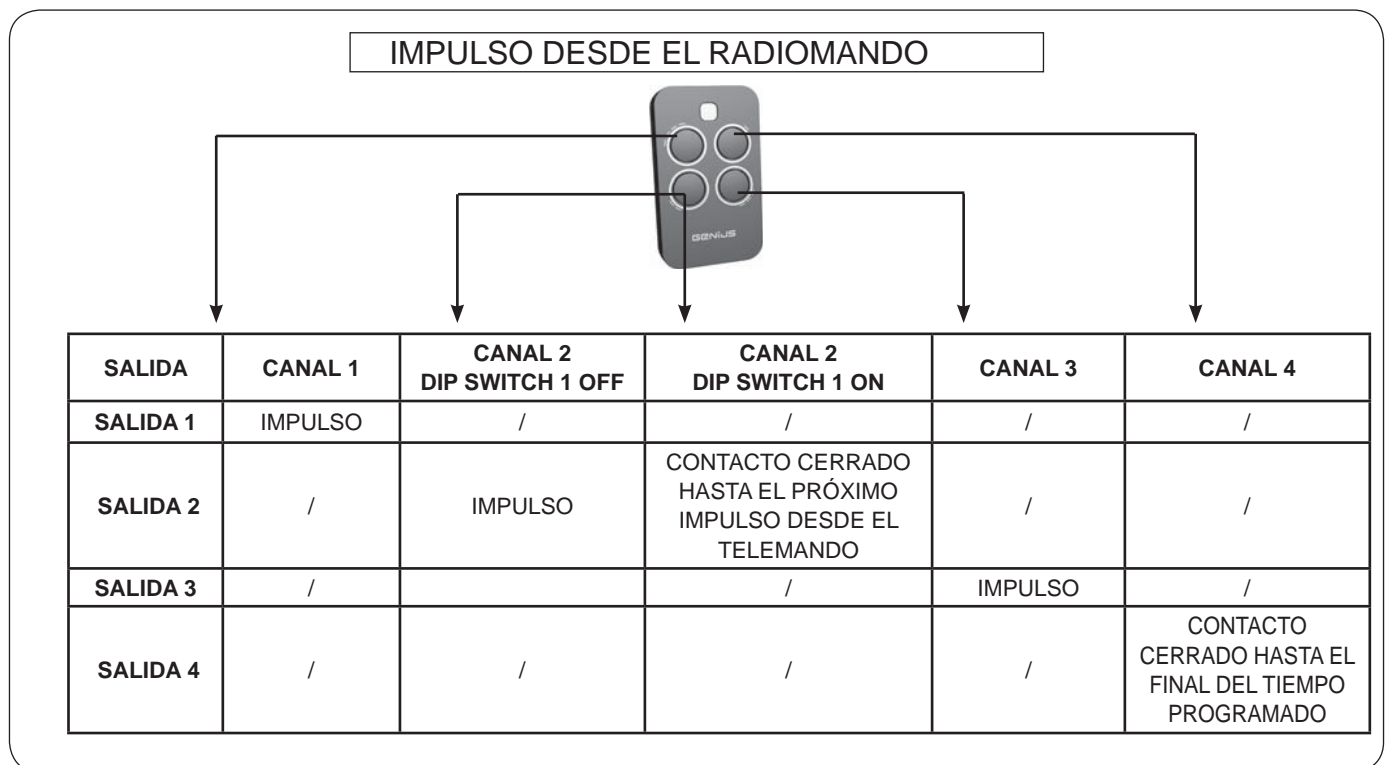 IMPULSO DESDE EL RADIOMANDO
GENIUS
SALIDA CANAL 1 CANAL 2 DIP SWITCH 1 OFF CANAL 2 DIP SWITCH 1 ON CANAL 3 CANAL 4
SALIDA 1 IMPULSO / / / /
SALIDA 2 / IMPULSO CONTACTO CERRADO HASTA EL PRÓXIMO IMPULSO DESDE EL TELEMANDO / /
SALIDA 3 / / IMPULSO /
SALIDA 4 / / / / CONTACTO CERRADO HASTA EL FINAL DEL TIEMPO PROGRAMADO